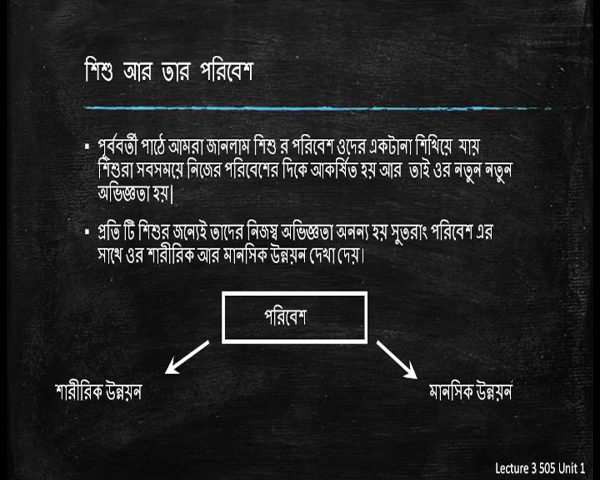 শিশু আর তার পরিবেশ
পূর্ববর্তী পাঠে আমরা জানলাম শিশু র পরিবেশ ওদের একটানা শিখিয়ে যায়
শিশুরা সবসময়ে নিজের পরিবেশের দিকে আকর্ষিত হয় আর তাই ওর নতুন নতুন
অভিজ্ঞতা হয়|
প্রতি টি শিশুর জন্যেই তাদের নিজস্ব অভিজ্ঞতা অনন্য হয় সুতরাং পরিবেশ এর
সাথে ওর শারীরিক আর মানসিক উন্নয়ন দেখা দেয়।
পরিবেশ
শারীরিক উন্নয়ন
মানসিক উন্নয়ন
Lecture 3 505 Unit 1